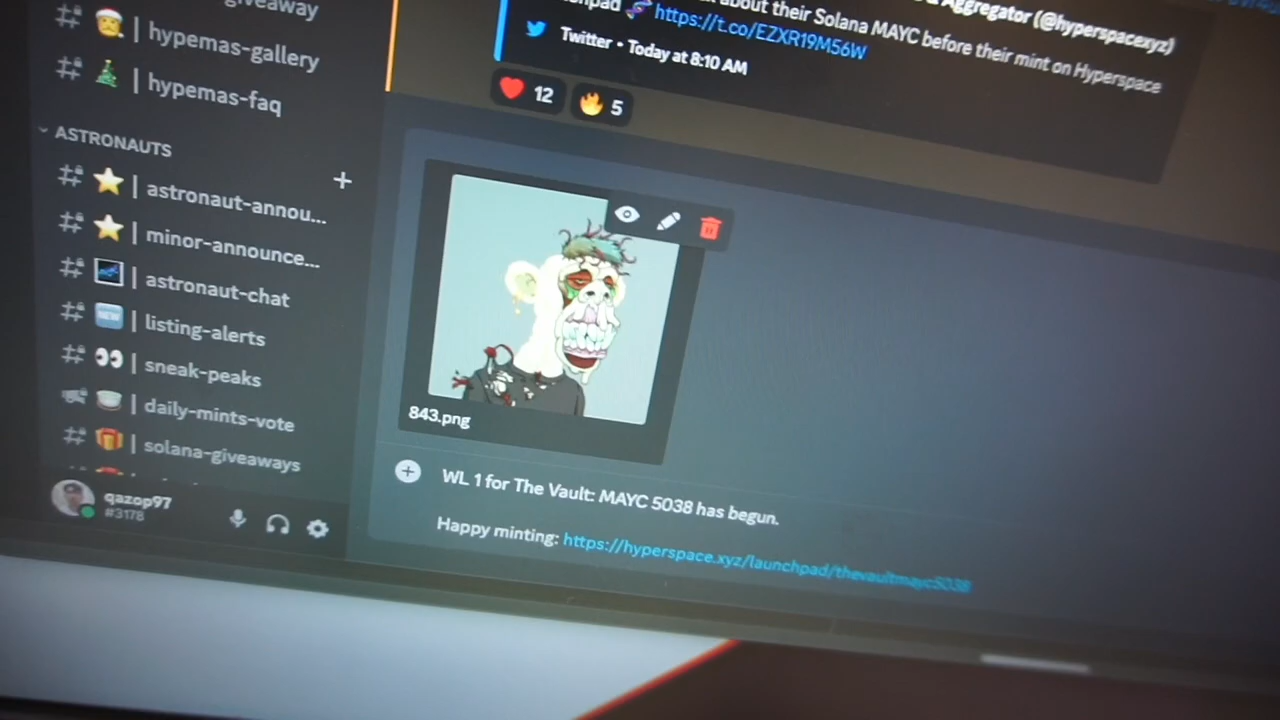 giveaway
hypemas-gallery
hypemas-faq
ASTRONAUTS
astronaut-annou...
minor-announce...
astronaut-chat
NEW
listing-alerts
sneak-peaks
daily-mints-vote
solana-giveaways
qazop97
#3178
Aggregator (@hyperspacexyz)
about their Solana MAYC before their mint on Hyperspace
https://t.co/EZXR19M56W
Twitter • Today at 8:10 AM
12
5
843.png
WL 1 for The Vault: MAYC 5038 has begun.
Happy minting: https://hyperspace.xyz/launchpad/thevaultmayc5038